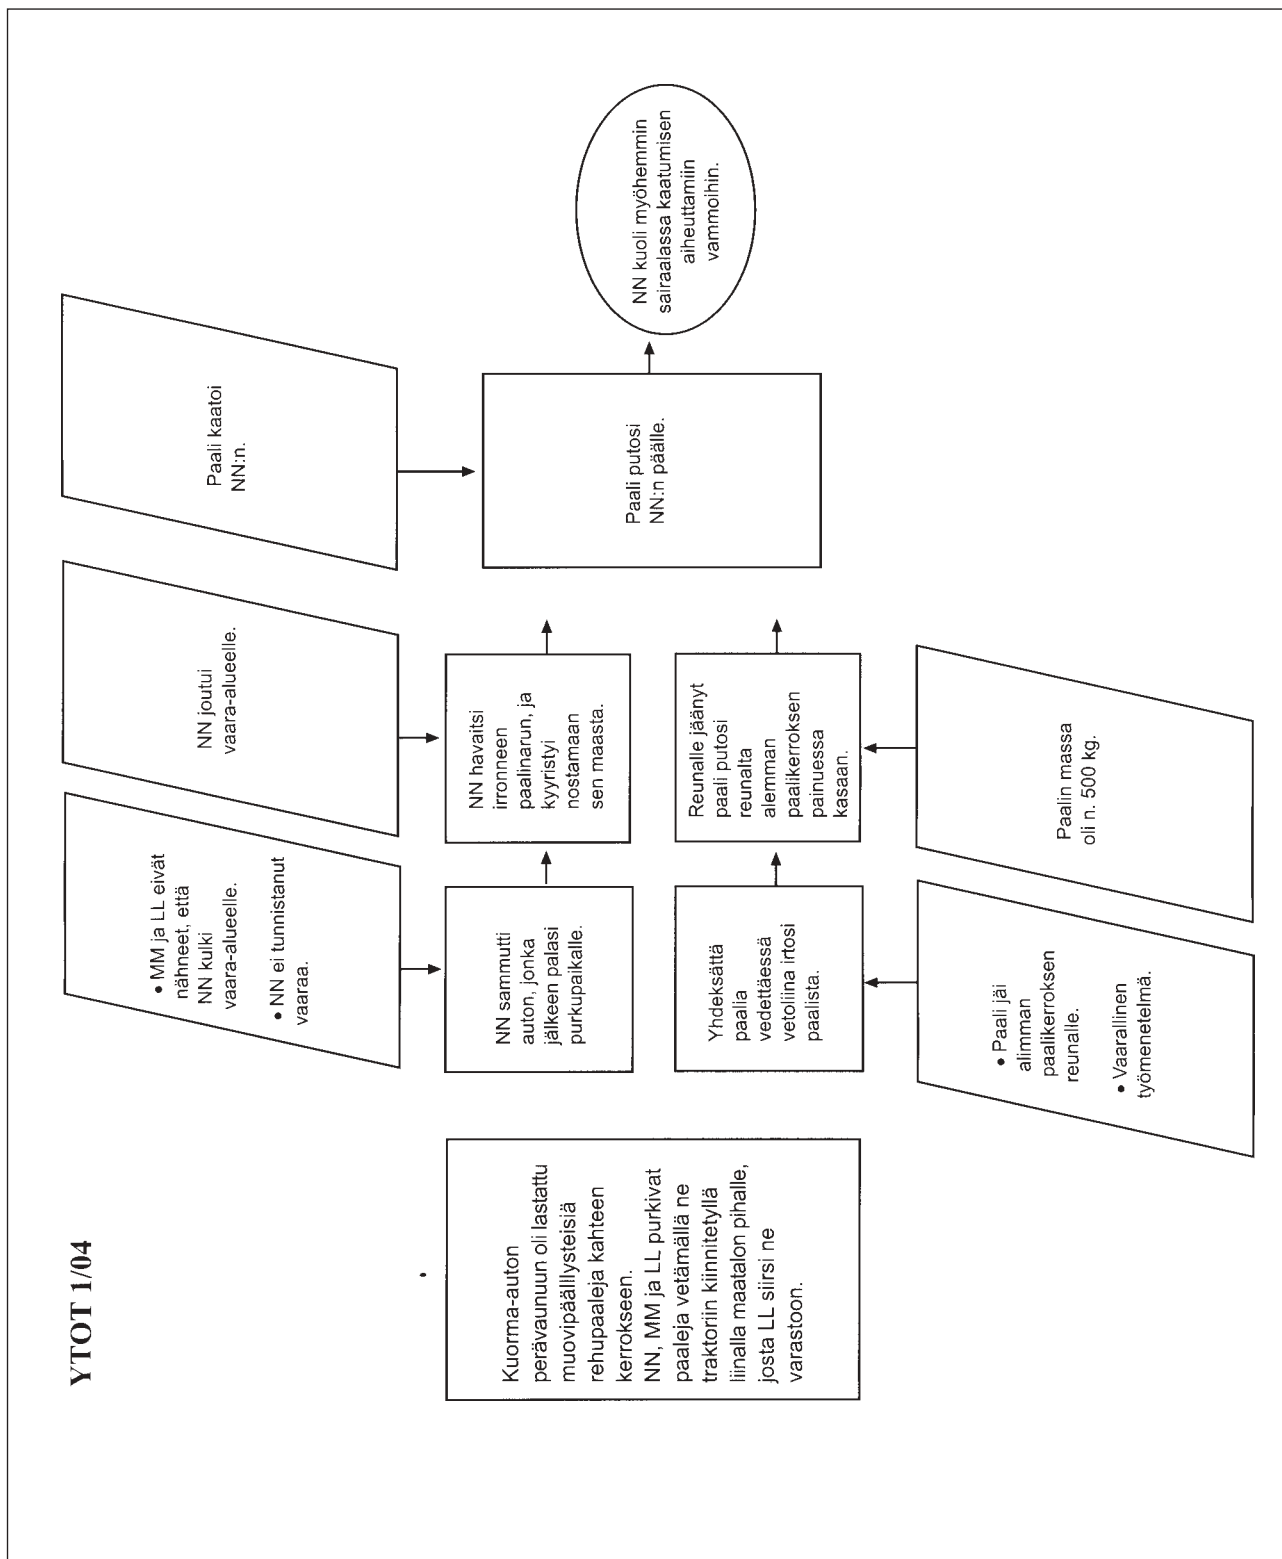 YTOT 1/04
Kuorma-auton
perävaunuun oli lastattu
muovipäällysteisiä
rehupaaleja kahteen
kerrokseen.
NN, MM ja LL purkivat
paaleja vetämällä ne
traktoriin kiinnitetyllä
liinalla maatalon pihalle,
josta LL siirsi ne
varastoon.
• MM ja LL eivät
nähneet, että
NN kulki
vaara-alueelle.
• NN ei tunnistanut
vaaraa.
NN sammutti
auton, jonka
jälkeen palasi
purkupaikalle.
Yhdeksättä
paalia
vedettäessä
vetoliina irtosi
paalista.
• Paali jäi
alimman
paalikerroksen
reunalle.
• Vaarallinen
työmenetelmä.
NN joutui
vaara-alueelle.
NN havaitsi
irronneen
paalinarun, ja
kyyristyi
nostamaan
sen maasta.
Reunalle jäänyt
paali putosi
reunalta
alemman
paalikerroksen
painuessa
kasaan.
Paalin massa
oli n. 500 kg.
Paali kaatoi
NN:n.
Paali putosi
NN:n päälle.
NN kuoli myöhemmin
sairaalassa kaatumisen
aiheuttamiin
vammoihin.